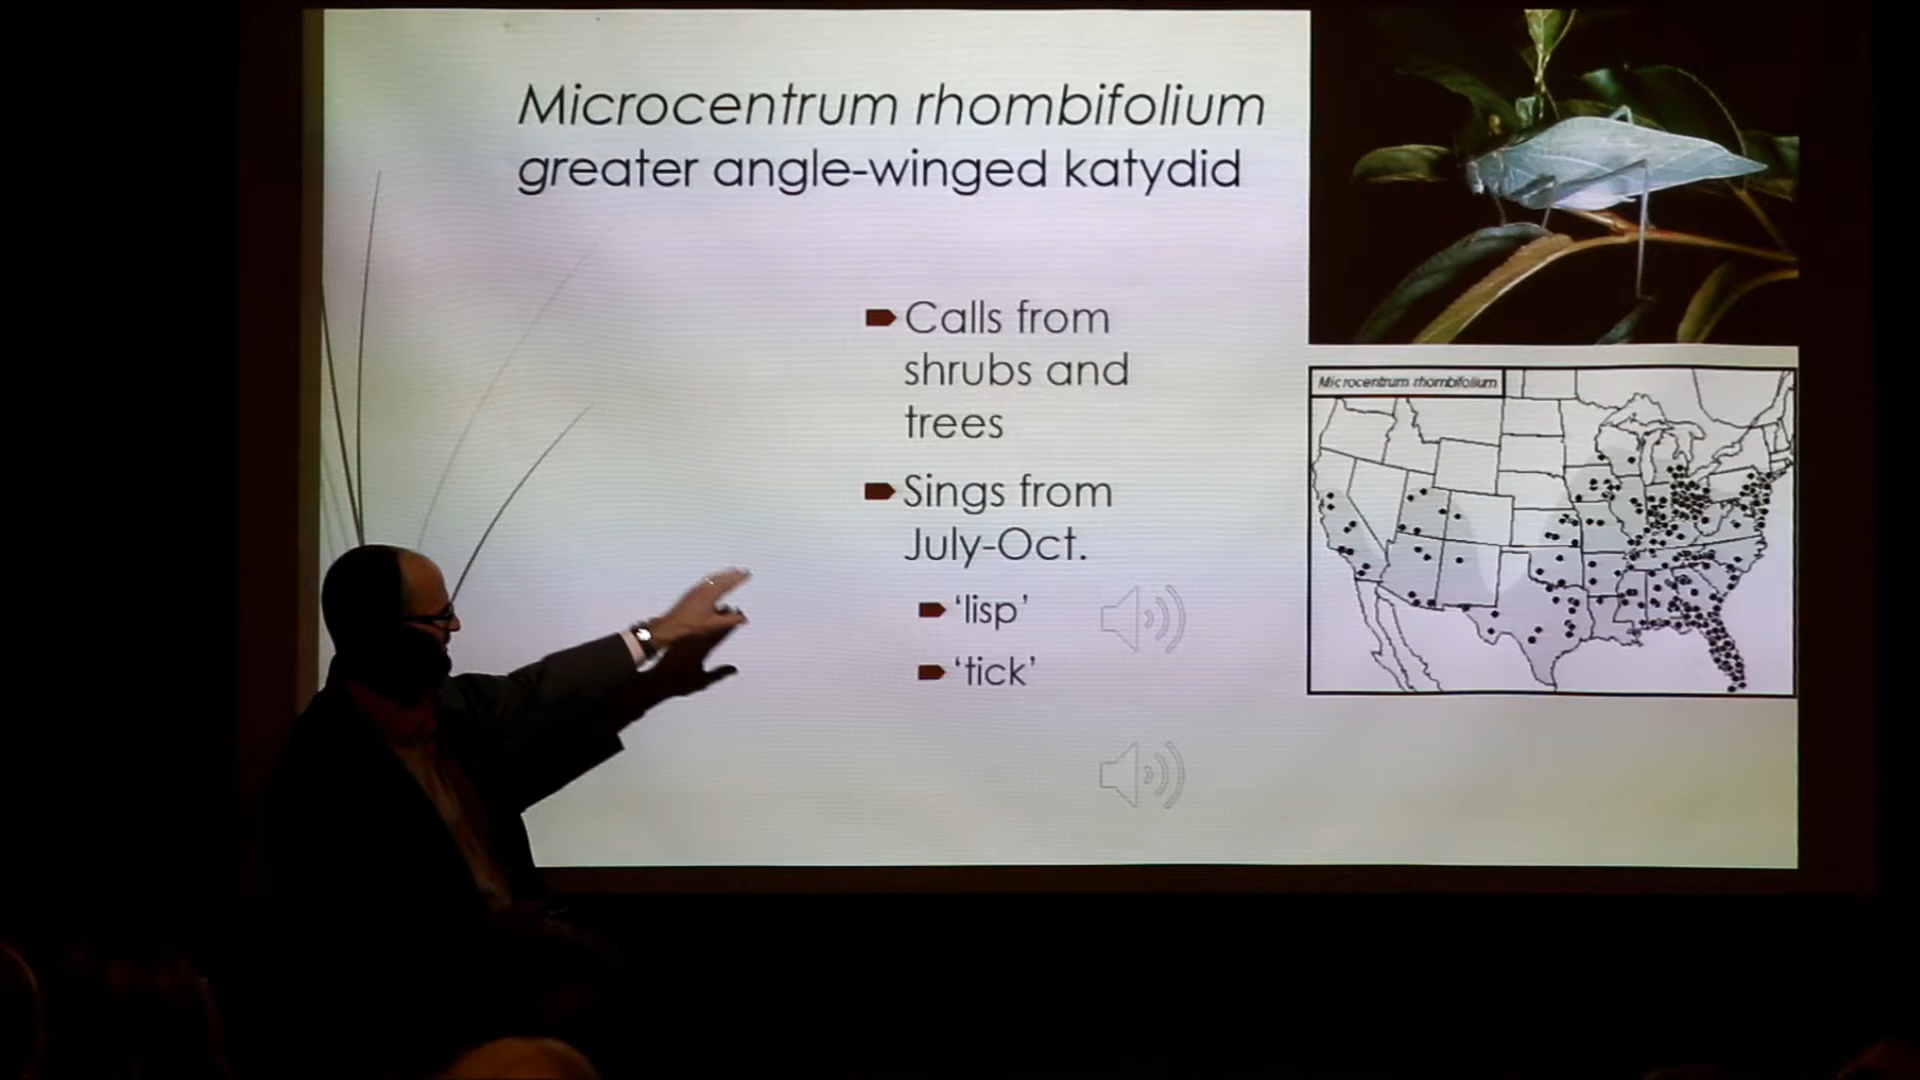 Microcentrum rhombifolium
greater angle-winged katydid
Calls from
shrubs and
trees
Sings from
July-Oct.
'lisp'
'tick'
Microcentrum rhombifolium